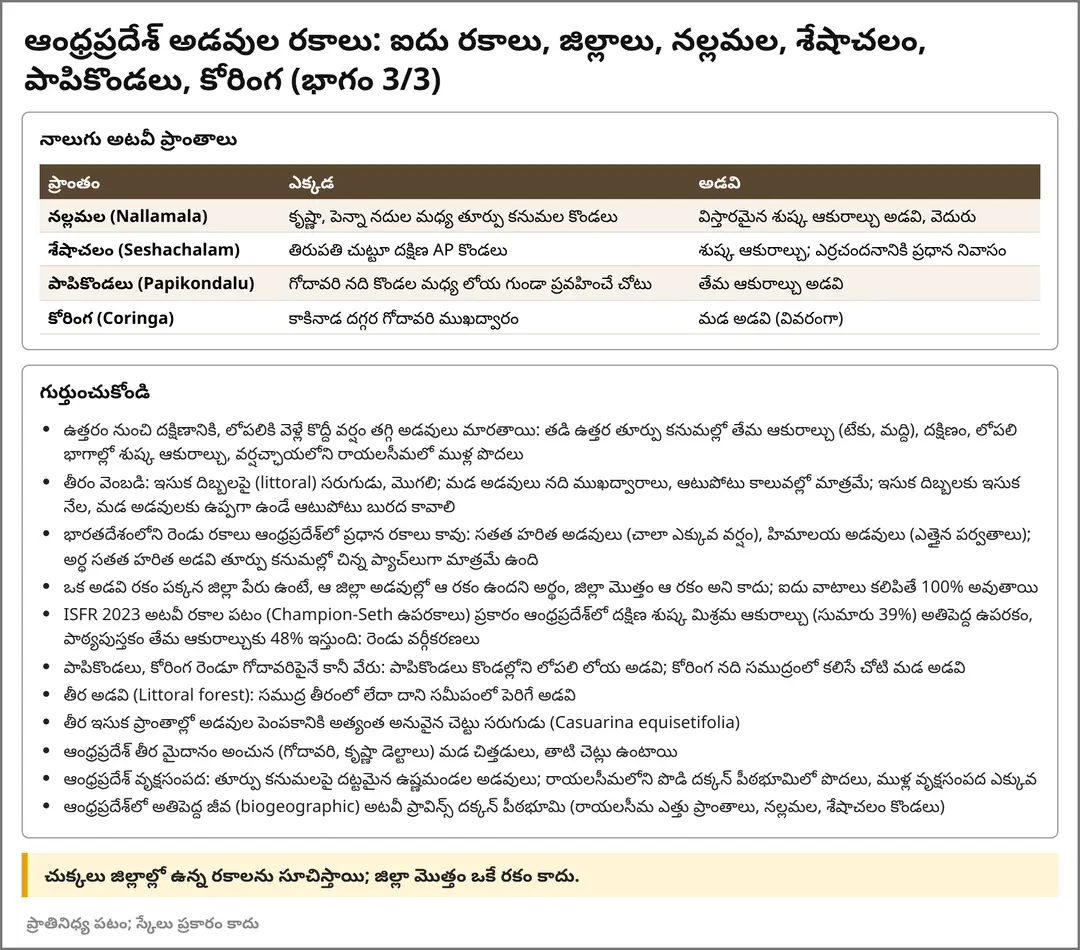 ఆంధ్రప్రదేశ్ అడవుల రకాలు: ఐదు రకాలు, జిల్లాలు, నల్లమల, శేషాచలం,
పాపికొండలు, కోరింగ (భాగం 3/3)
నాలుగు అటవీ ప్రాంతాలు
ప్రాంతం ఎక్కడ అడవి
నల్లమల (Nallamala) కృష్ణా, పెన్నా నదుల మధ్య తూర్పు కనుమల కొండలు విస్తారమైన శుష్క ఆకురాల్చు అడవి, వెదురు
శేషాచలం (Seshachalam) తిరుపతి చుట్టూ దక్షిణ AP కొండలు శుష్క ఆకురాల్చు; ఎర్రచందనానికి ప్రధాన నివాసం
పాపికొండలు (Papikondalu) గోదావరి నది కొండల మధ్య లోయ గుండా ప్రవహించే చోటు తేమ ఆకురాల్చు అడవి
కోరింగ (Coringa) కాకినాడ దగ్గర గోదావరి ముఖద్వారం మడ అడవి (వివరంగా)
గుర్తుంచుకోండి
• ఉత్తరం నుంచి దక్షిణానికి, లోపలికి వెళ్లే కొద్దీ వర్షం తగ్గి అడవులు మారతాయి: తడి ఉత్తర తూర్పు కనుమల్లో తేమ ఆకురాల్చు (టేకు, మద్ది), దక్షిణం, లోపలి
భాగాల్లో శుష్క ఆకురాల్చు, వర్షచ్ఛాయలోని రాయలసీమలో ముళ్ల పొదలు
• తీరం వెంబడి: ఇసుక దిబ్బలపై (littoral) సరుగుడు, మొగలి; మడ అడవులు నది ముఖద్వారాలు, ఆటుపోటు కాలువల్లో మాత్రమే; ఇసుక దిబ్బలకు ఇసుక
నేల, మడ అడవులకు ఉప్పగా ఉండే ఆటుపోటు బురద కావాలి
• భారతదేశంలోని రెండు రకాలు ఆంధ్రప్రదేశ్‌లో ప్రధాన రకాలు కావు: సతత హరిత అడవులు (చాలా ఎక్కువ వర్షం), హిమాలయ అడవులు (ఎత్తైన పర్వతాలు);
అర్ధ సతత హరిత అడవి తూర్పు కనుమల్లో చిన్న ప్యాచ్‌లుగా మాత్రమే ఉంది
• ఒక అడవి రకం పక్కన జిల్లా పేరు ఉంటే, ఆ జిల్లా అడవుల్లో ఆ రకం ఉందని అర్థం, జిల్లా మొత్తం ఆ రకం అని కాదు; ఐదు వాటాలు కలిపితే 100% అవుతాయి
• ISFR 2023 అటవీ రకాల పటం (Champion-Seth ఉపరకాలు) ప్రకారం ఆంధ్రప్రదేశ్‌లో దక్షిణ శుష్క మిశ్రమ ఆకురాల్చు (సుమారు 39%) అతిపెద్ద ఉపరకం,
పాఠ్యపుస్తకం తేమ ఆకురాల్చుకు 48% ఇస్తుంది: రెండు వర్గీకరణలు
• పాపికొండలు, కోరింగ రెండూ గోదావరిపైనే కానీ వేరు: పాపికొండలు కొండల్లోని లోపలి లోయ అడవి; కోరింగ నది సముద్రంలో కలిసే చోటి మడ అడవి
• తీర అడవి (Littoral forest): సముద్ర తీరంలో లేదా దాని సమీపంలో పెరిగే అడవి
• తీర ఇసుక ప్రాంతాల్లో అడవుల పెంపకానికి అత్యంత అనువైన చెట్టు సరుగుడు (Casuarina equisetifolia)
• ఆంధ్రప్రదేశ్ తీర మైదానం అంచున (గోదావరి, కృష్ణా డెల్టాలు) మడ చిత్తడులు, తాటి చెట్లు ఉంటాయి
• ఆంధ్రప్రదేశ్ వృక్షసంపద: తూర్పు కనుమలపై దట్టమైన ఉష్ణమండల అడవులు; రాయలసీమలోని పొడి దక్కన్ పీఠభూమిలో పొదలు, ముళ్ల వృక్షసంపద ఎక్కువ
• ఆంధ్రప్రదేశ్‌లో అతిపెద్ద జీవ (biogeographic) అటవీ ప్రావిన్స్ దక్కన్ పీఠభూమి (రాయలసీమ ఎత్తు ప్రాంతాలు, నల్లమల, శేషాచలం కొండలు)
చుక్కలు జిల్లాల్లో ఉన్న రకాలను సూచిస్తాయి; జిల్లా మొత్తం ఒకే రకం కాదు.
ప్రాతినిధ్య పటం; స్కేలు ప్రకారం కాదు